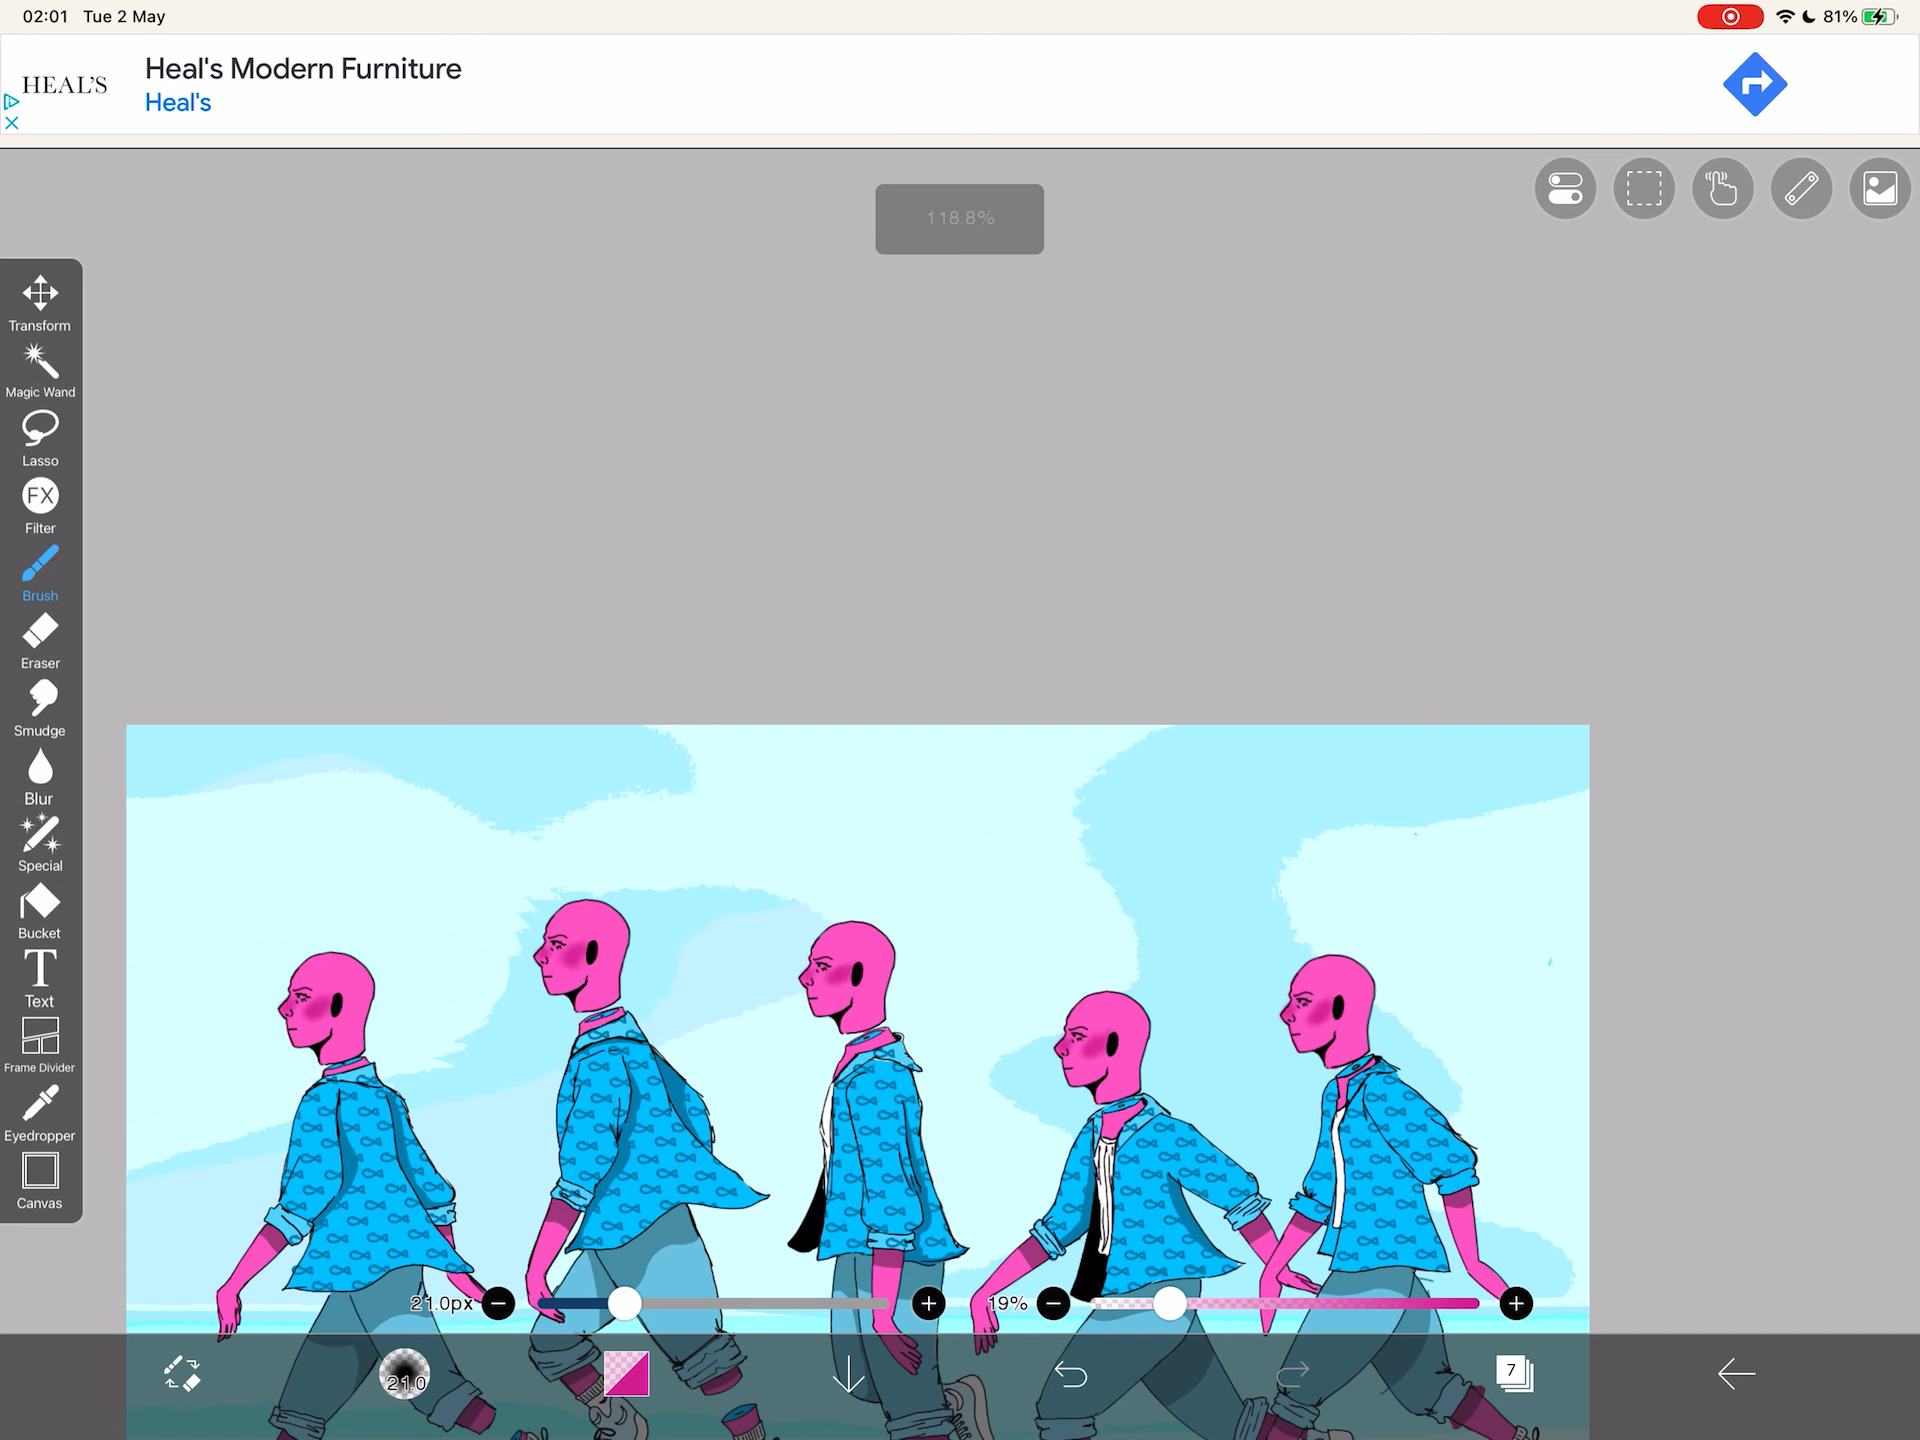 02:01 Tue 2 May
81%
HEAL'S
Heal's Modern Furniture
Heal's
118.8%
Transform
Magic Wand
Lasso
FX
Filter
Brush
Eraser
Smudge
Blur
Special
Bucket
T
Text
Frame Divider
Eyedropper
Canvas
21.0px
19%
21.0
7